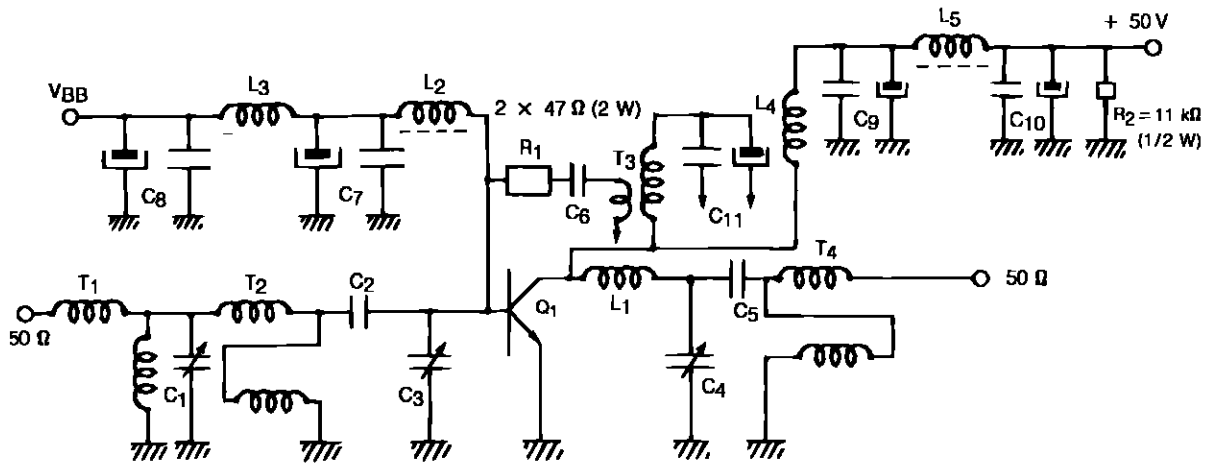 L5
+ 50 V
VBB
L3
L2
2 × 47 Ω (2 W)
L4
C9
C10
R2 = 11 kΩ
(1/2 W)
R1
T3
C8
C7
C6
C11
T1
T2
C2
Q1
L1
C5
T4
50 Ω
50 Ω
C1
C3
C4